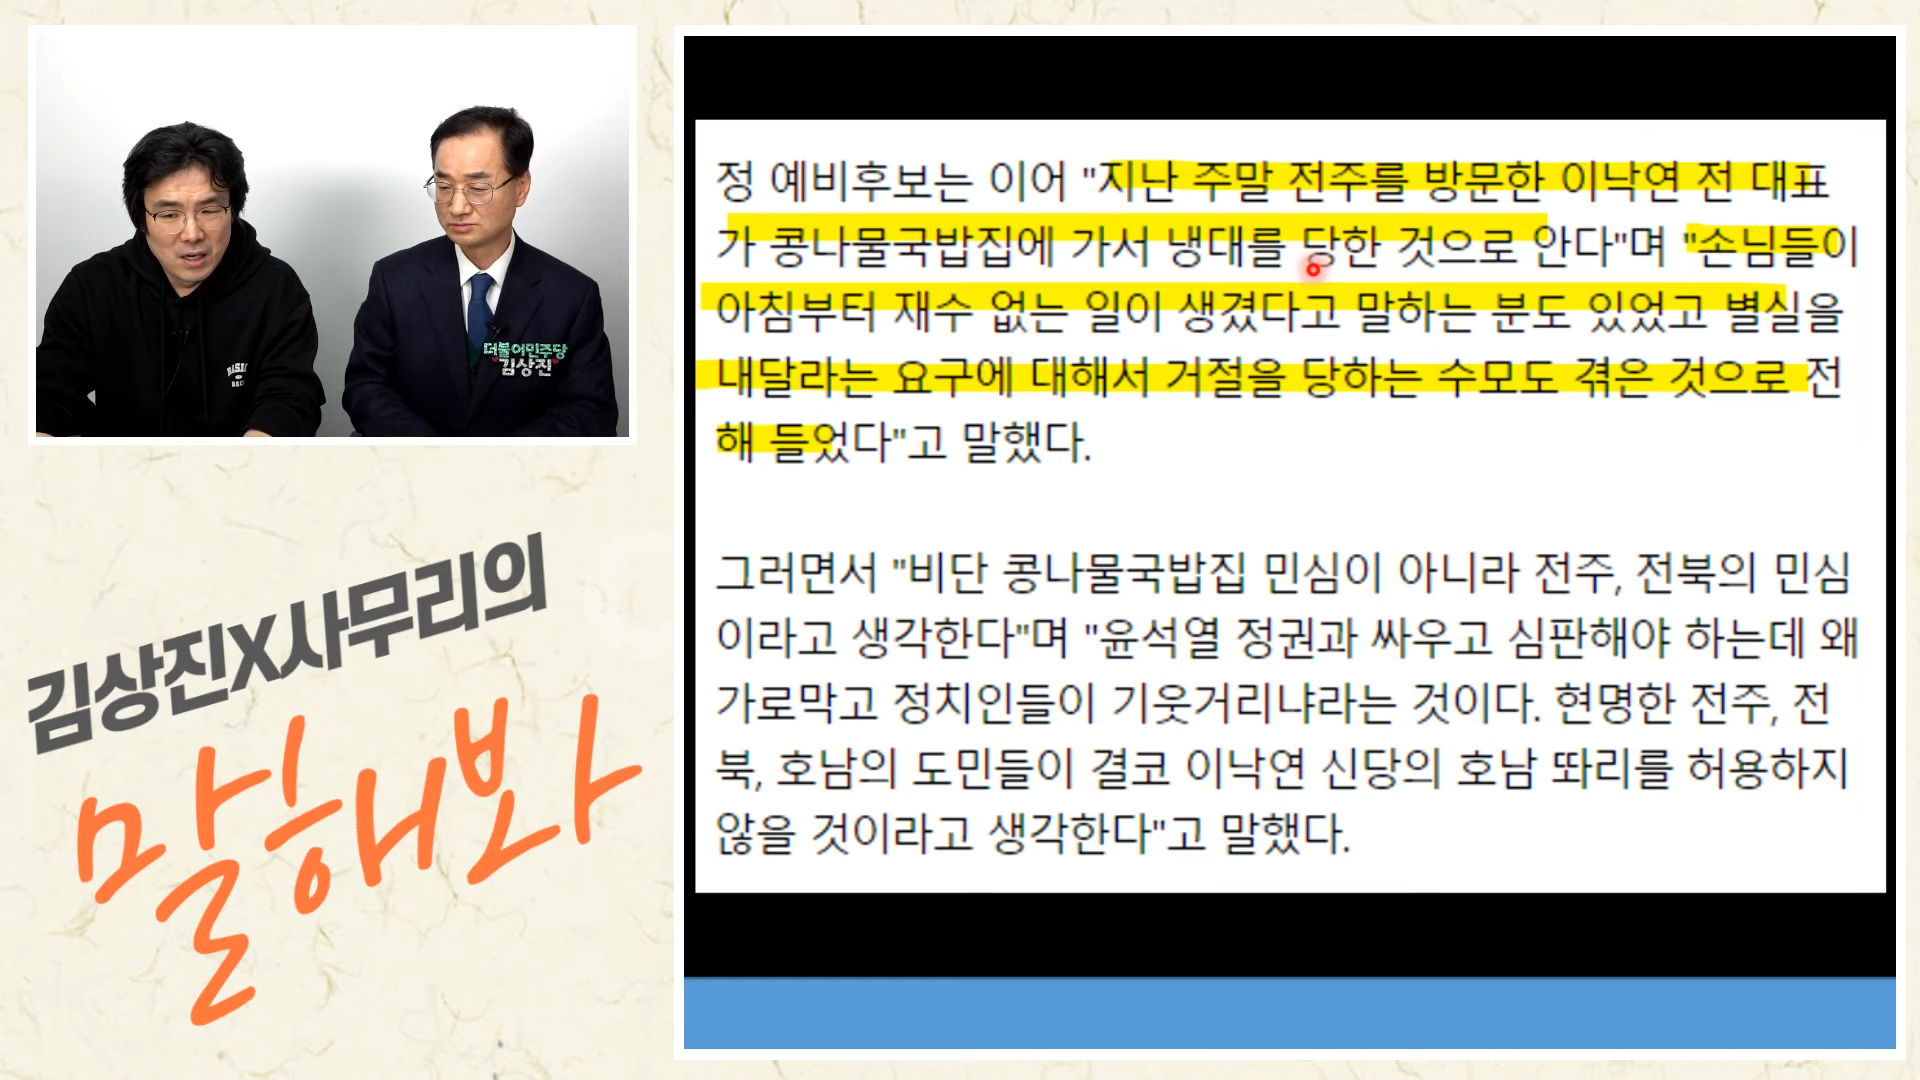 더불어민주당
김상진
김상진X사무리의
말해봐
정 예비후보는 이어 "지난 주말 전주를 방문한 이낙연 전 대표
가 콩나물국밥집에 가서 냉대를 당한 것으로 안다"며 "손님들이
아침부터 재수 없는 일이 생겼다고 말하는 분도 있었고 별실을
내달라는 요구에 대해서 거절을 당하는 수모도 겪은 것으로 전
해 들었다"고 말했다.
그러면서 "비단 콩나물국밥집 민심이 아니라 전주, 전북의 민심
이라고 생각한다"며 "윤석열 정권과 싸우고 심판해야 하는데 왜
가로막고 정치인들이 기웃거리냐라는 것이다. 현명한 전주, 전
북, 호남의 도민들이 결코 이낙연 신당의 호남 똬리를 허용하지
않을 것이라고 생각한다"고 말했다.